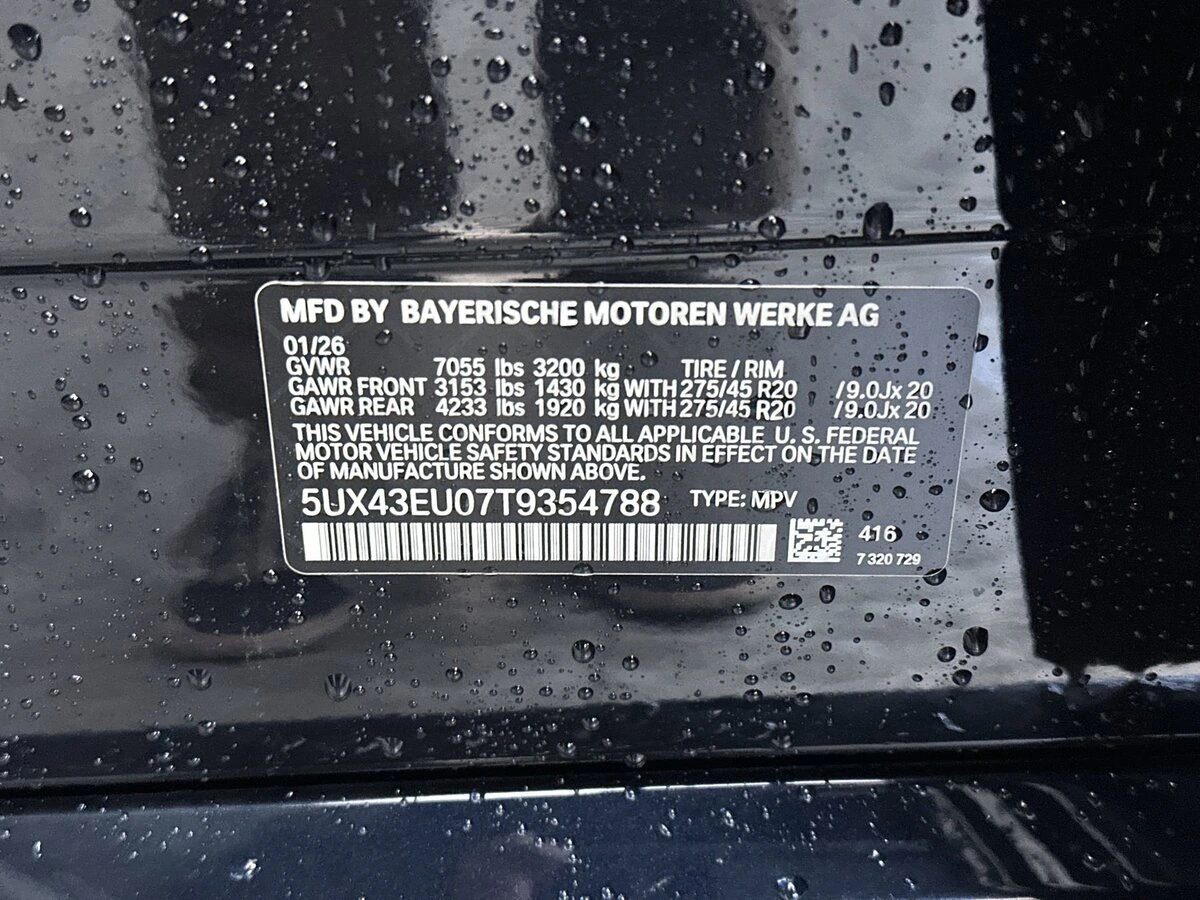 MFD BY BAYERISCHE MOTOREN WERKE AG
01/26
GVWR 7055 lbs 3200 kg TIRE / RIM
GAWR FRONT 3153 lbs 1430 kg WITH 275/45 R20 /9.0Jx 20
GAWR REAR 4233 lbs 1920 kg WITH 275/45 R20 /9.0Jx 20
THIS VEHICLE CONFORMS TO ALL APPLICABLE U. S. FEDERAL
MOTOR VEHICLE SAFETY STANDARDS IN EFFECT ON THE DATE
OF MANUFACTURE SHOWN ABOVE.
5UX43EU07T9354788 TYPE: MPV
416
7 320 729